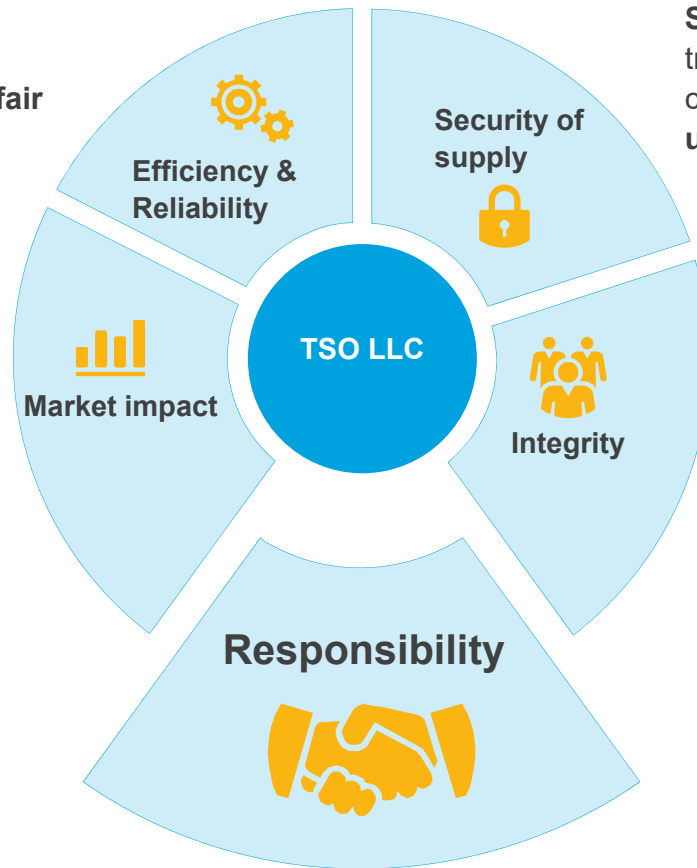 fair
Efficiency &
Reliability
Security of
supply
TSO LLC
Market impact
Integrity
Responsibility